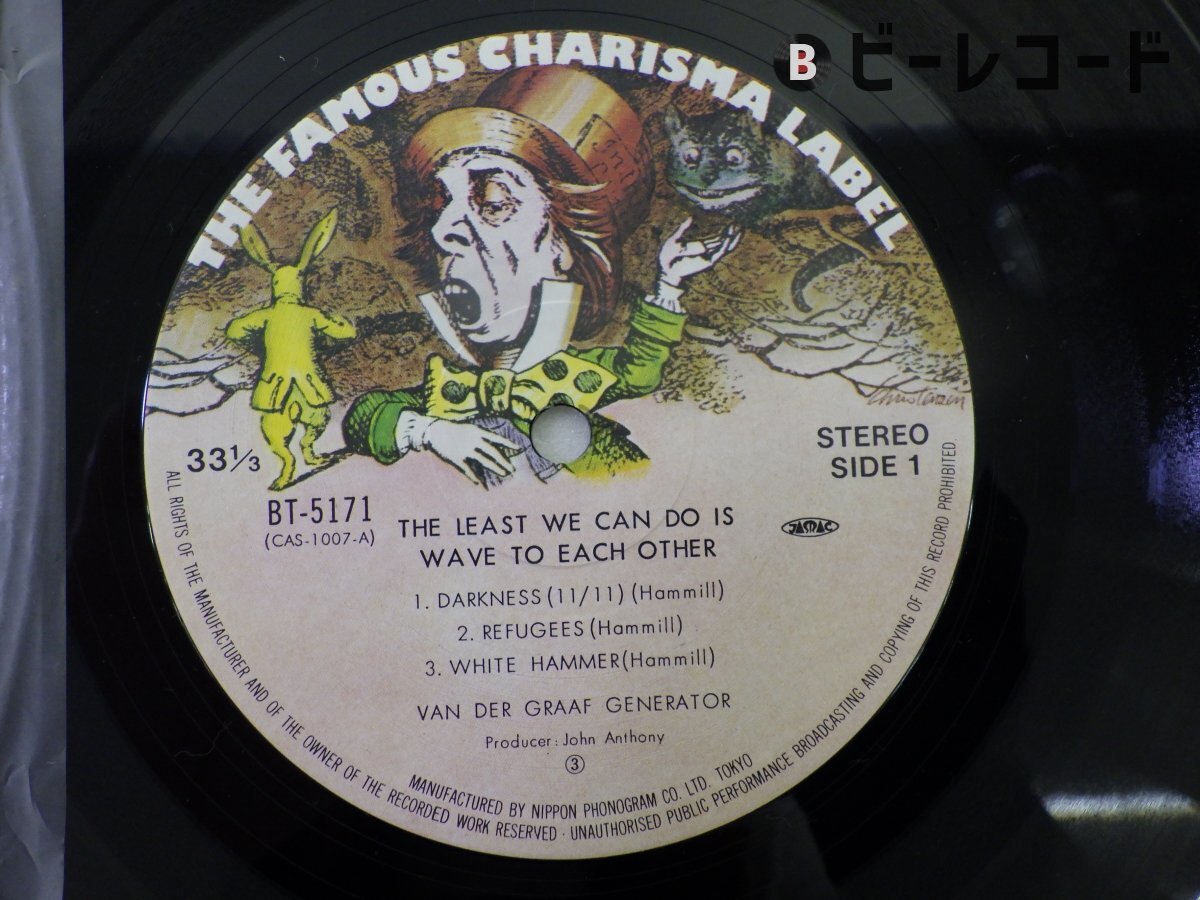 B ビーレコード
THE FAMOUS CHARISMA LABEL
33⅓
STEREO
SIDE 1
BT-5171
(CAS-1007-A)
THE LEAST WE CAN DO IS
WAVE TO EACH OTHER
JASRAC
1. DARKNESS (11/11) (Hammill)
2. REFUGEES (Hammill)
3. WHITE HAMMER (Hammill)
VAN DER GRAAF GENERATOR
Producer: John Anthony
③
MANUFACTURED BY NIPPON PHONOGRAM CO. LTD. TOKYO
ALL RIGHTS OF THE MANUFACTURER AND OF THE OWNER OF THE RECORDED WORK RESERVED · UNAUTHORISED PUBLIC PERFORMANCE BROADCASTING AND COPYING OF THIS RECORD PROHIBITED.